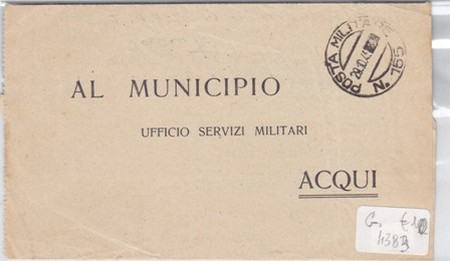 POSTA MILITARE
N. 155
AL MUNICIPIO
UFFICIO SERVIZI MILITARI
ACQUI
G. €